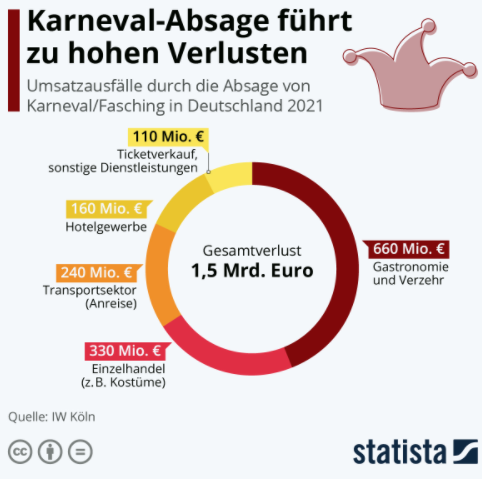 Karneval-Absage führt
zu hohen Verlusten
Umsatzausfälle durch die Absage von
Karneval/Fasching in Deutschland 2021
110 Mio. €
Ticketverkauf,
sonstige Dienstleistungen
160 Mio. €
Hotelgewerbe
240 Mio. €
Transportsektor
(Anreise)
330 Mio. €
Einzelhandel
(z.B. Kostüme)
Gesamtverlust
1,5 Mrd. Euro
660 Mio. €
Gastronomie
und Verzehr
Quelle: IW Köln
cc
statista